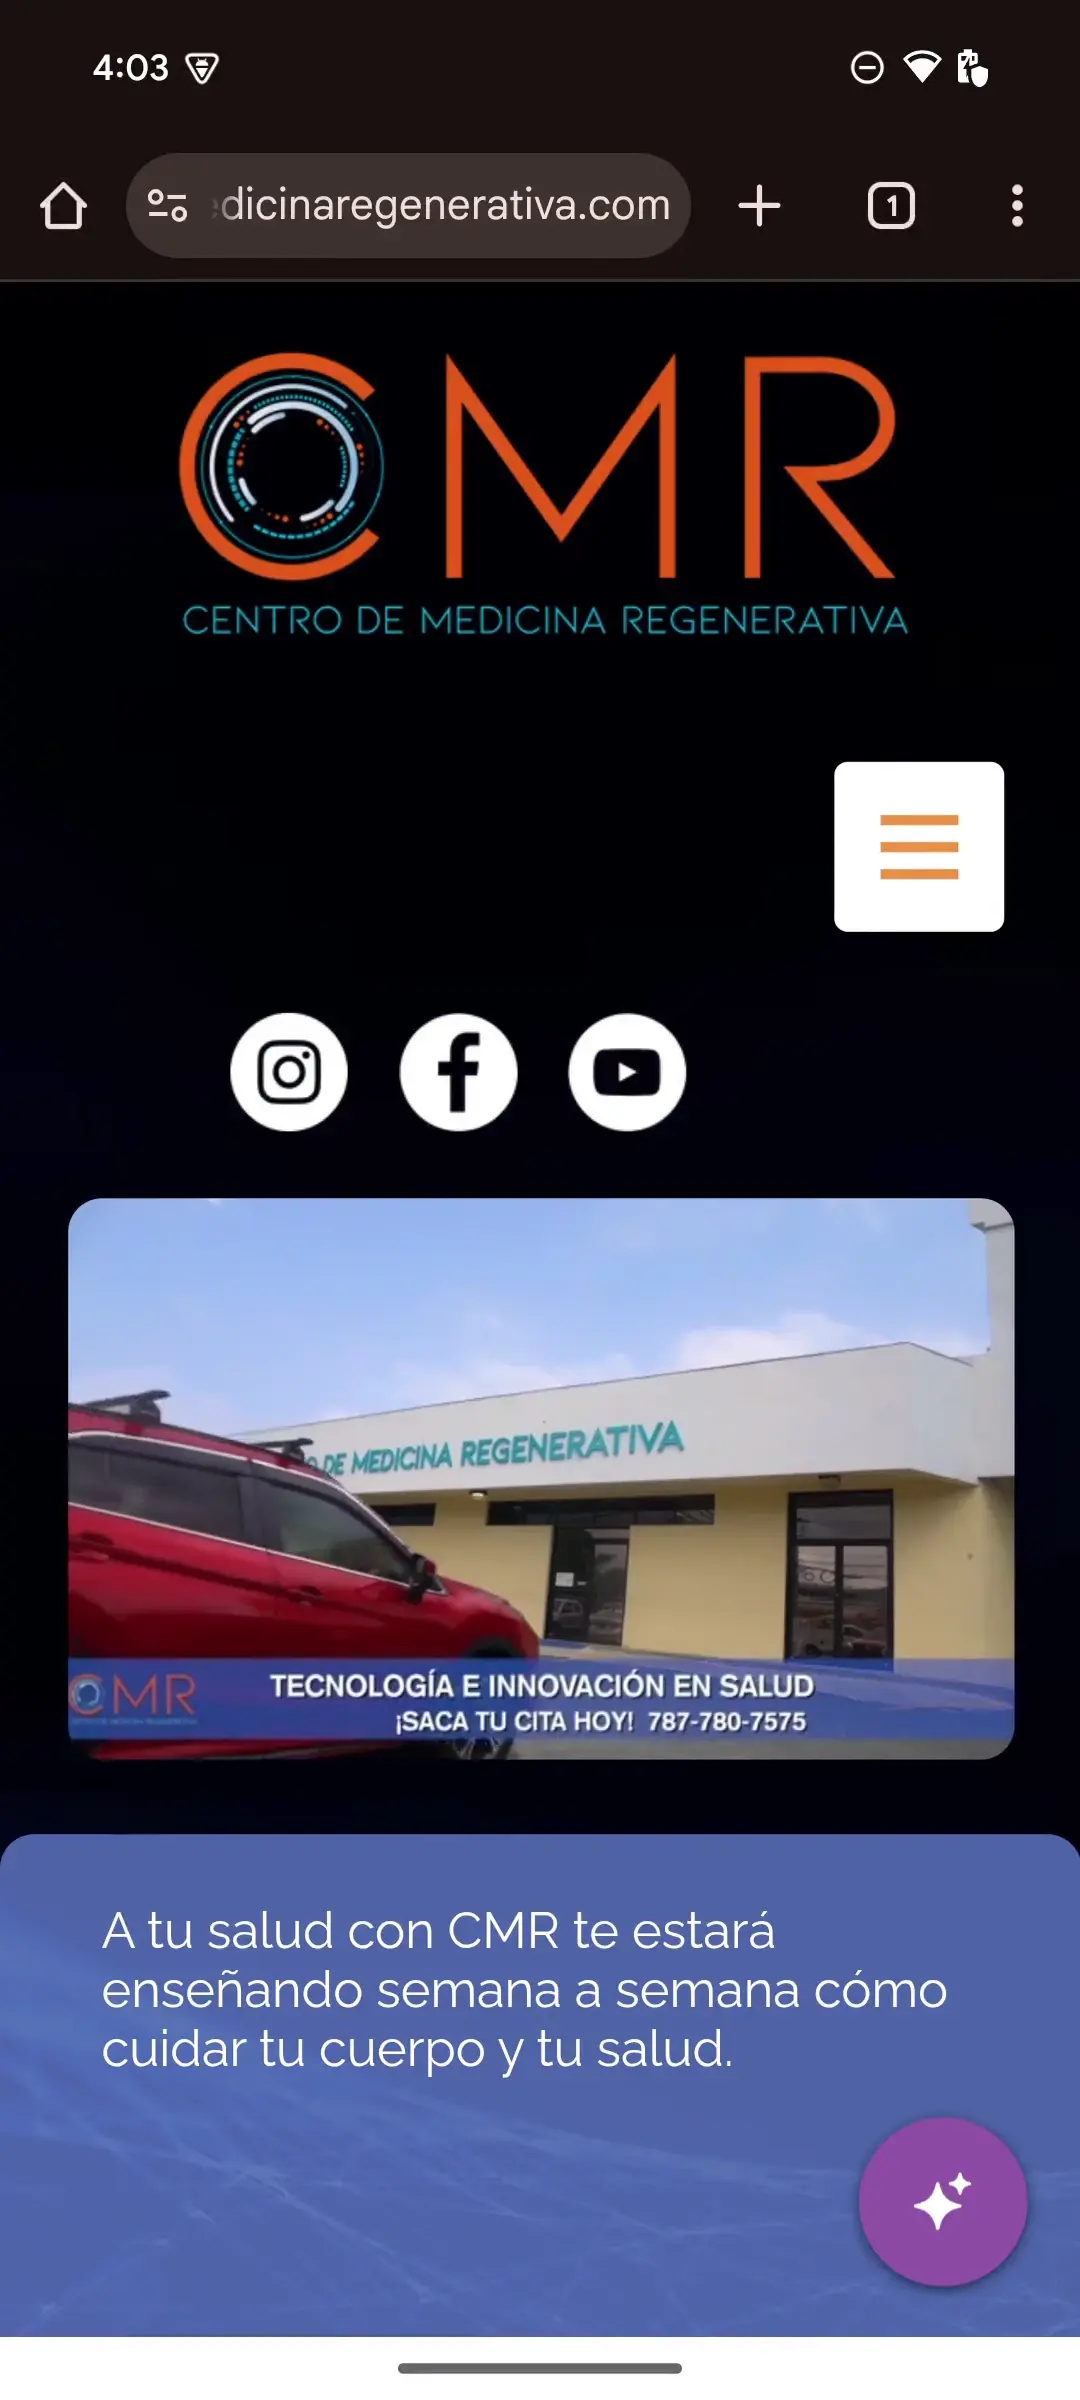 4:03
dicinaregenerativa.com
1
CMR
CENTRO DE MEDICINA REGENERATIVA
DE MEDICINA REGENERATIVA
CMR
TECNOLOGÍA E INNOVACIÓN EN SALUD
¡SACA TU CITA HOY! 787-780-7575
A tu salud con CMR te estará
enseñando semana a semana cómo
cuidar tu cuerpo y tu salud.